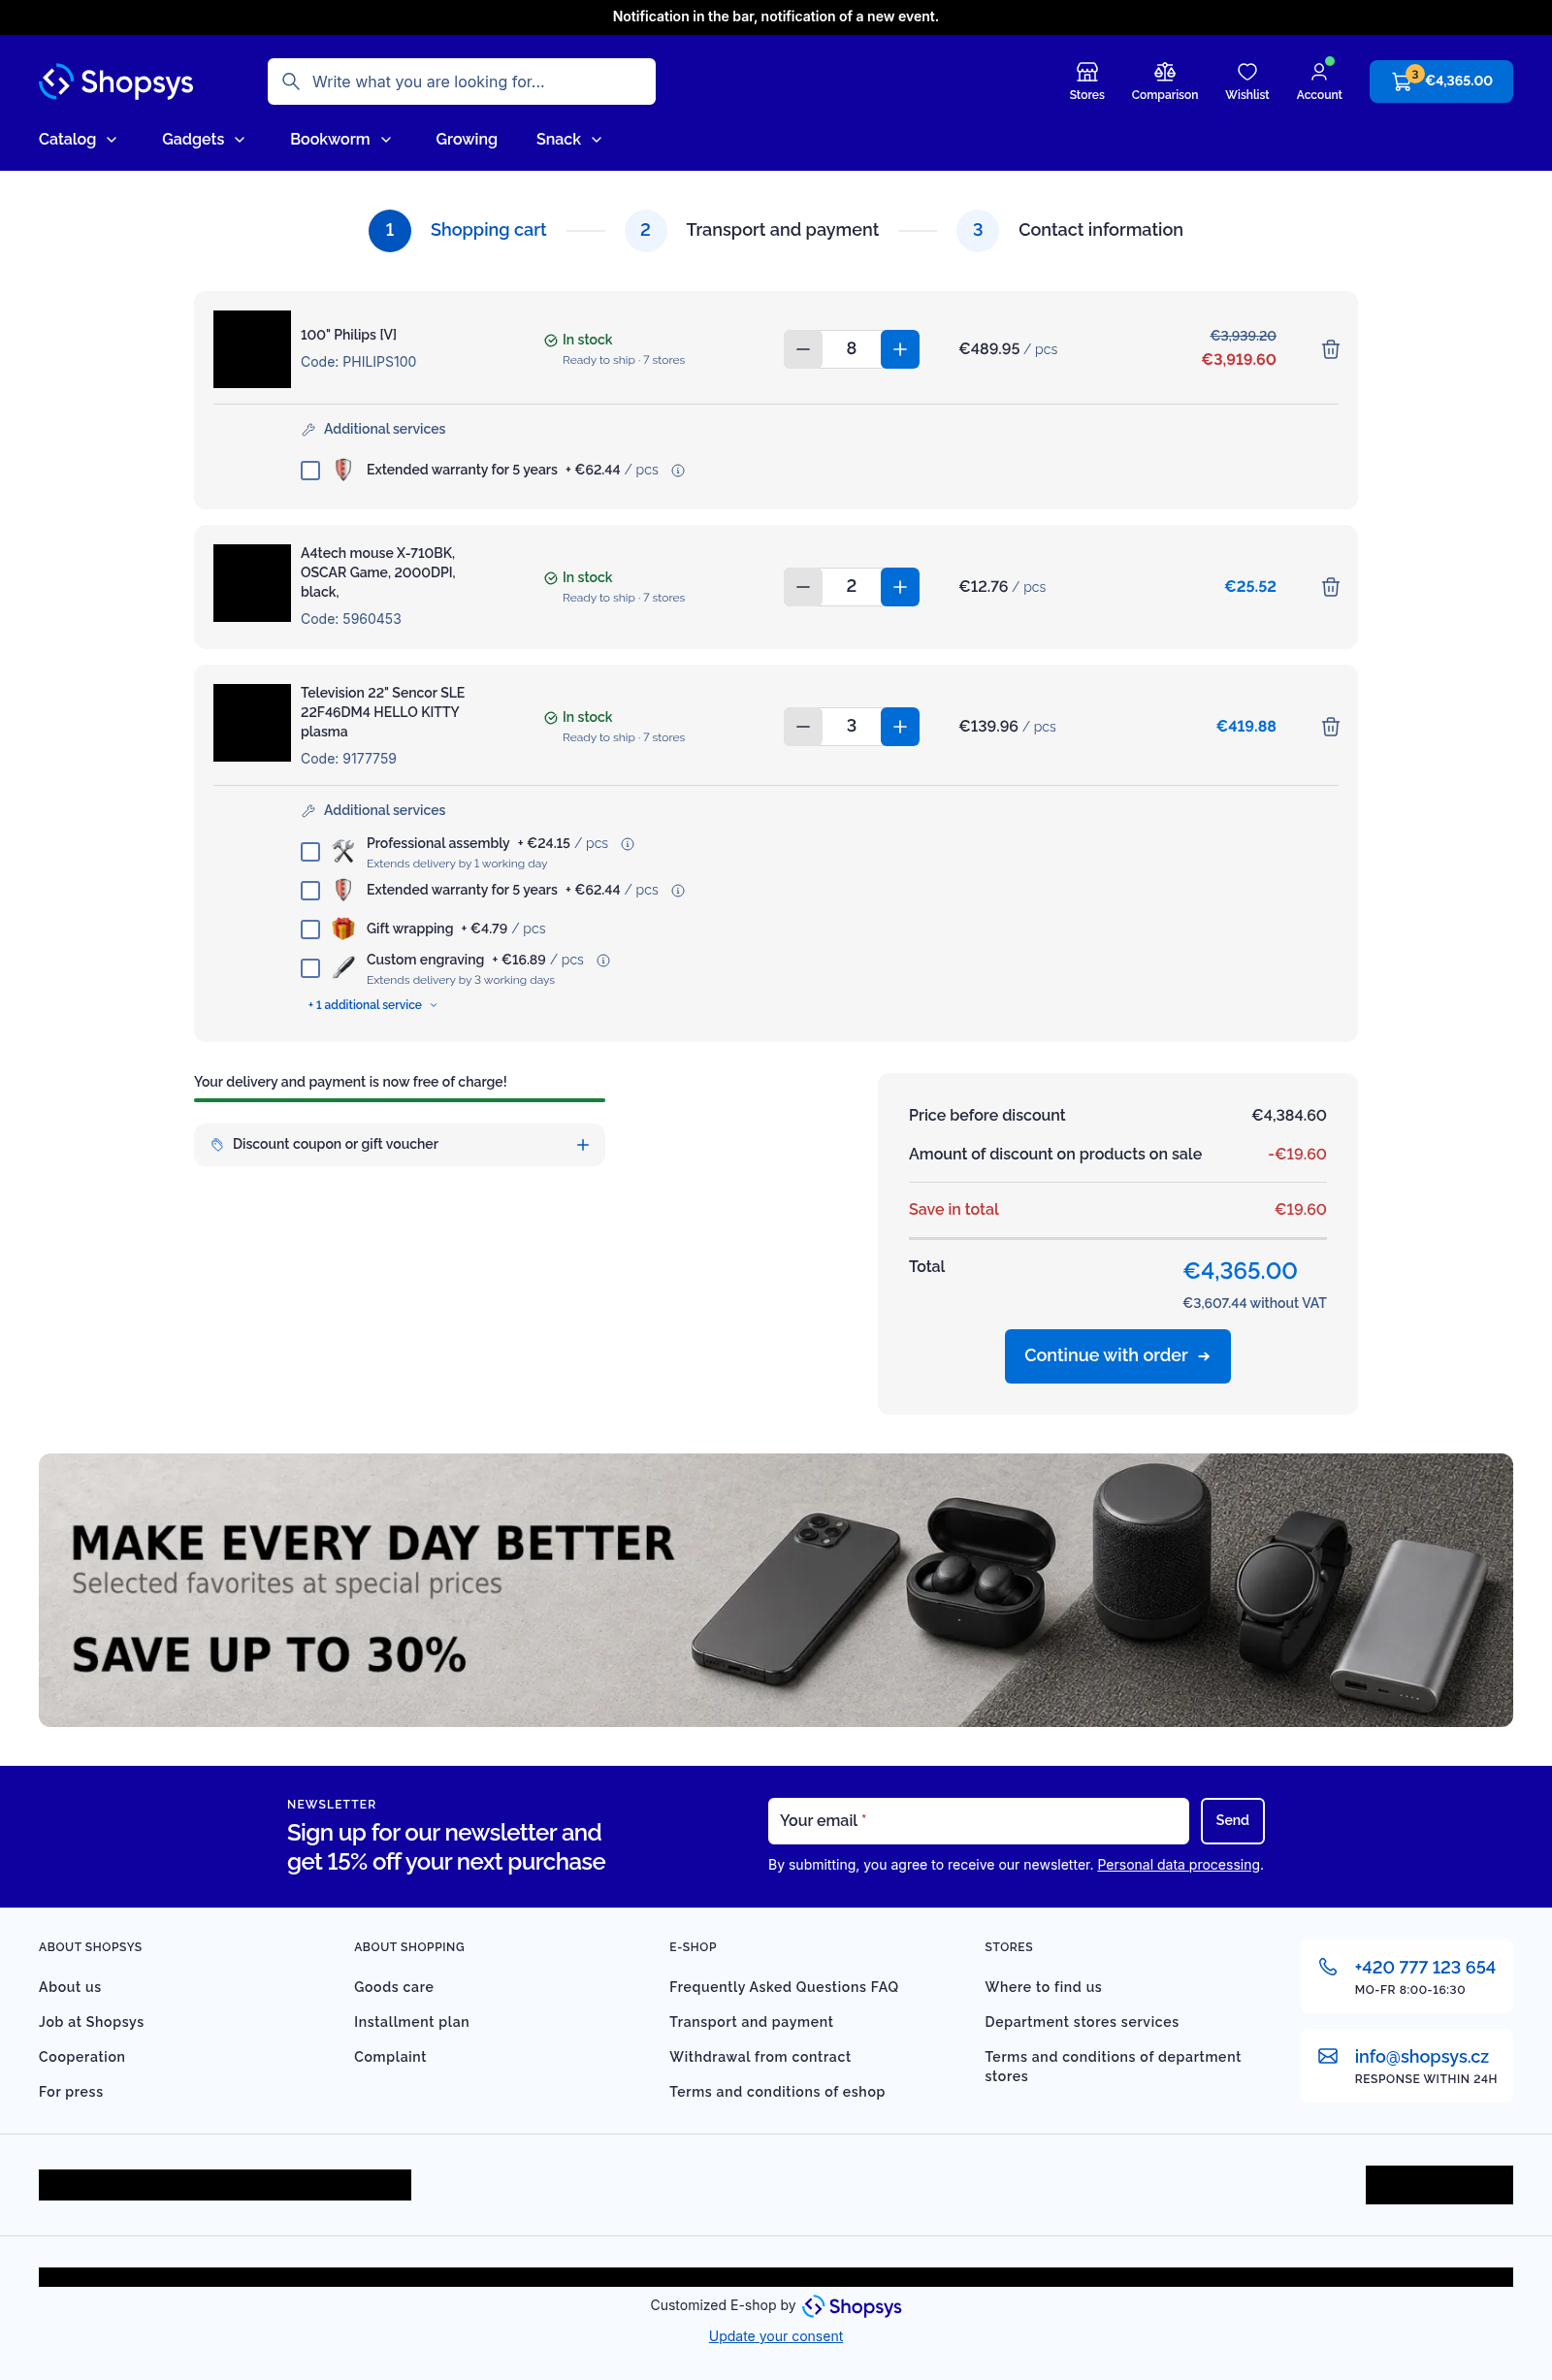 Notification in the bar, notification of a new event.
Shopsys
Write what you are looking for...
Stores
Comparison
Wishlist
Account
3
€4,365.00
Catalog
Gadgets
Bookworm
Growing
Snack
1
Shopping cart
2
Transport and payment
3
Contact information
100" Philips [V]
Code: PHILIPS100
In stock
Ready to ship · 7 stores
8
€489.95 / pcs
€3,939.20
€3,919.60
Additional services
Extended warranty for 5 years + €62.44 / pcs
A4tech mouse X-710BK,
OSCAR Game, 2000DPI,
black,
Code: 5960453
In stock
Ready to ship · 7 stores
2
€12.76 / pcs
€25.52
Television 22" Sencor SLE
22F46DM4 HELLO KITTY
plasma
Code: 9177759
In stock
Ready to ship · 7 stores
3
€139.96 / pcs
€419.88
Additional services
Professional assembly + €24.15 / pcs
Extends delivery by 1 working day
Extended warranty for 5 years + €62.44 / pcs
Gift wrapping + €4.79 / pcs
Custom engraving + €16.89 / pcs
Extends delivery by 3 working days
+ 1 additional service
Your delivery and payment is now free of charge!
Discount coupon or gift voucher
Price before discount €4,384.60
Amount of discount on products on sale -€19.60
Save in total €19.60
Total €4,365.00
€3,607.44 without VAT
Continue with order
MAKE EVERY DAY BETTER
Selected favorites at special prices
SAVE UP TO 30%
NEWSLETTER
Sign up for our newsletter and
get 15% off your next purchase
Your email *
Send
By submitting, you agree to receive our newsletter. Personal data processing.
ABOUT SHOPSYS
About us
Job at Shopsys
Cooperation
For press
ABOUT SHOPPING
Goods care
Installment plan
Complaint
E-SHOP
Frequently Asked Questions FAQ
Transport and payment
Withdrawal from contract
Terms and conditions of eshop
STORES
Where to find us
Department stores services
Terms and conditions of department
stores
+420 777 123 654
MO-FR 8:00-16:30
info@shopsys.cz
RESPONSE WITHIN 24H
Customized E-shop by Shopsys
Update your consent